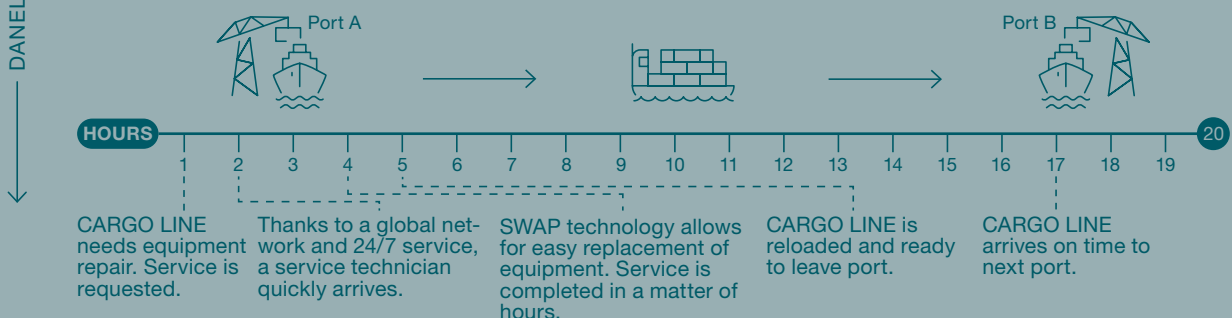 DANEL
Port A
Port B
HOURS
1 2 3 4 5 6 7 8 9 10 11 12 13 14 15 16 17 18 19 20
CARGO LINE
needs equipment
repair. Service is
requested.
Thanks to a global net-
work and 24/7 service,
a service technician
quickly arrives.
SWAP technology allows
for easy replacement of
equipment. Service is
completed in a matter of
hours.
CARGO LINE is
reloaded and ready
to leave port.
CARGO LINE
arrives on time to
next port.